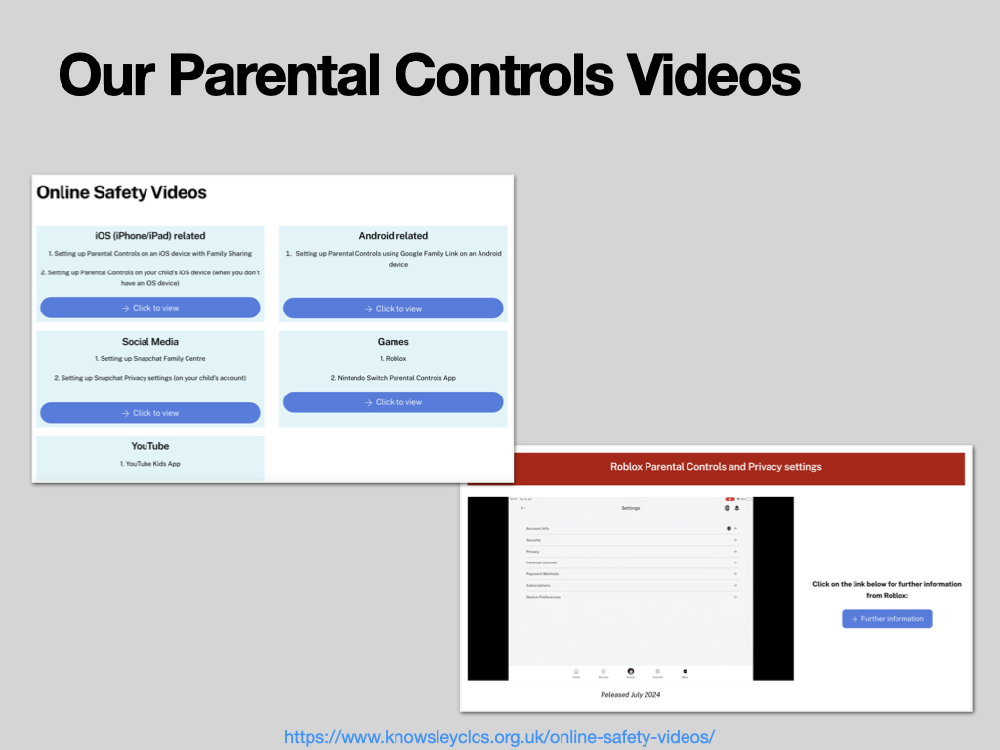 Our Parental Controls Videos
Online Safety Videos
iOS (iPhone/iPad) related
1. Setting up Parental Controls on an iOS device with Family Sharing
2. Setting up Parental Controls on your child's iOS device (when you don't
have an iOS device)
→ Click to view
Android related
1. Setting up Parental Controls using Google Family Link on an Android
device
→ Click to view
Social Media
1. Setting up Snapchat Family Centre
2. Setting up Snapchat Privacy settings (on your child's account)
→ Click to view
Games
1. Roblox
2. Nintendo Switch Parental Controls App
→ Click to view
YouTube
1. YouTube Kids App
Roblox Parental Controls and Privacy settings
Settings
Account Info
Security
Privacy
Parental Controls
Payment Methods
Subscriptions
Device Preferences
Home
More
Released July 2024
Click on the link below for further information
from Roblox:
→ Further information
https://www.knowsleyclcs.org.uk/online-safety-videos/